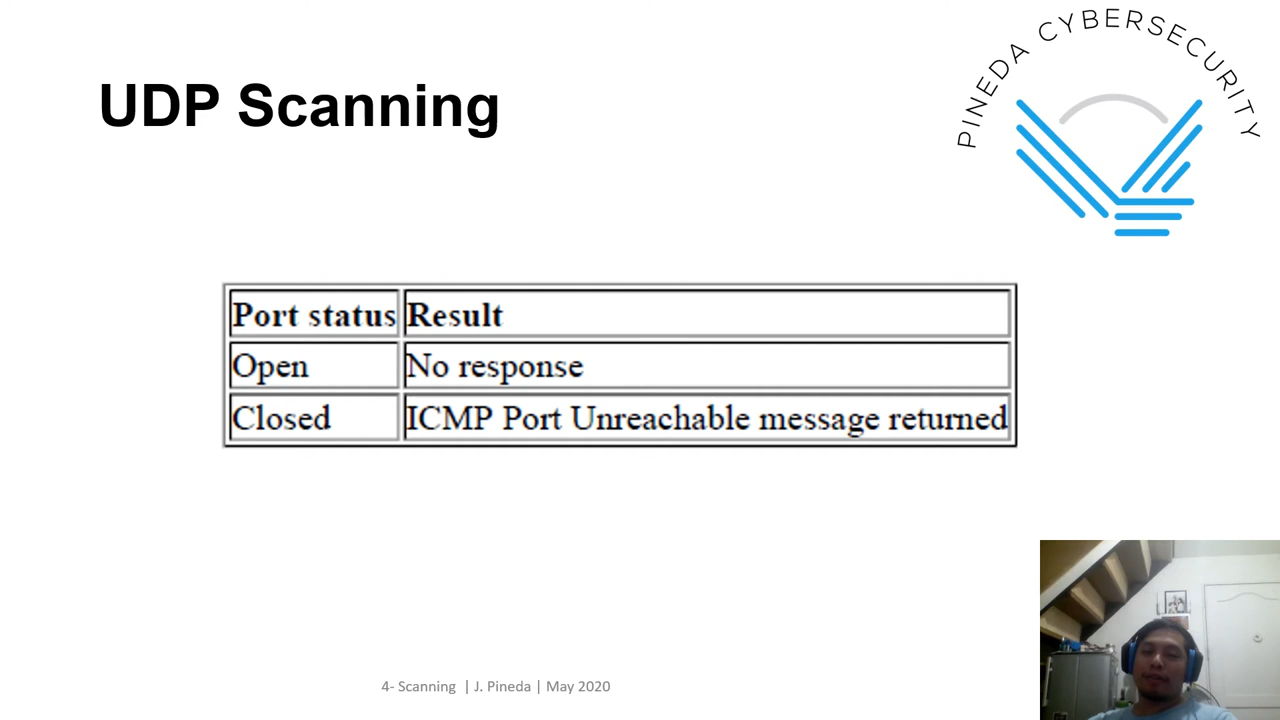 PINEDA CYBERSECURITY
UDP Scanning
Port status Result
Open No response
Closed ICMP Port Unreachable message returned
4- Scanning | J. Pineda | May 2020